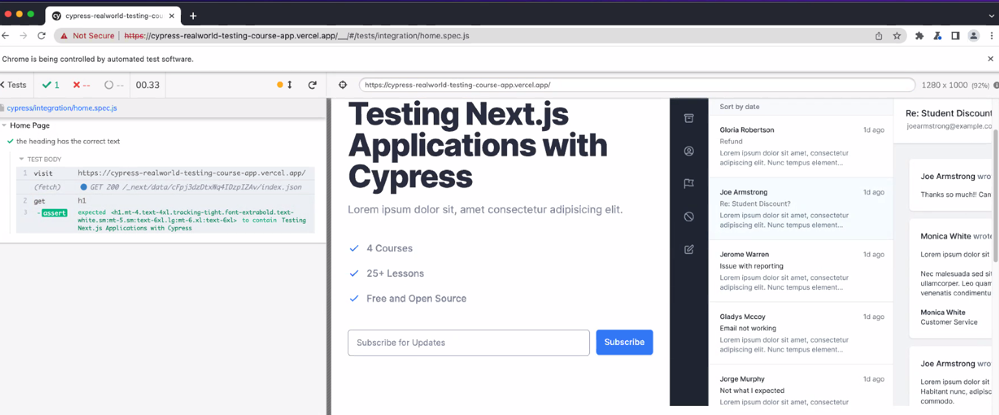 cypress-realworld-testing-cou
Not Secure
https://cypress-realworld-testing-course-app.vercel.app/__/#/tests/integration/home.spec.js
Chrome is being controlled by automated test software.
Tests
1
--
--
00.33
https://cypress-realworld-testing-course-app.vercel.app/
1280 x 1000 (92%)
cypress/integration/home.spec.js
Home Page
the heading has the correct text
TEST BODY
1 visit https://cypress-realworld-testing-course-app.vercel.app/
(fetch) GET 200 /_next/data/cFpj3dzDtxWq4IDzpIZAv/index.json
2 get h1
3 -assert expected <h1.mt-4.text-4xl.tracking-tight.font-extrabold.text-
white.sm:mt-5.sm:text-6xl.lg:mt-6.xl:text-6xl> to contain Testing
Next.js Applications with Cypress
Testing Next.js
Applications with
Cypress
Lorem ipsum dolor sit, amet consectetur adipisicing elit.
4 Courses
25+ Lessons
Free and Open Source
Subscribe for Updates
Subscribe
Sort by date
Gloria Robertson 1d ago
Refund
Lorem ipsum dolor sit amet, consectetur
adipiscing elit. Nunc tempus element...
Joe Armstrong 1d ago
Re: Student Discount?
Lorem ipsum dolor sit amet, consectetur
adipiscing elit. Nunc tempus element...
Jerome Warren 1d ago
Issue with reporting
Lorem ipsum dolor sit amet, consectetur
adipiscing elit. Nunc tempus element...
Gladys Mccoy 1d ago
Email not working
Lorem ipsum dolor sit amet, consectetur
adipiscing elit. Nunc tempus element...
Jorge Murphy 1d ago
Not what I expected
Lorem ipsum dolor sit amet, consectetur
Re: Student Discount
joearmstrong@example.co
Joe Armstrong wro
Thanks so much!! Can
Monica White wrote
Lorem ipsum dolor sit
Nec malesuada sed sit
ullamcorper. Leo quam
venenatis condimentu
Monica White
Customer Service
Joe Armstrong wro
Lorem ipsum dolor sit
Habitant nunc, adipisc
commodo.